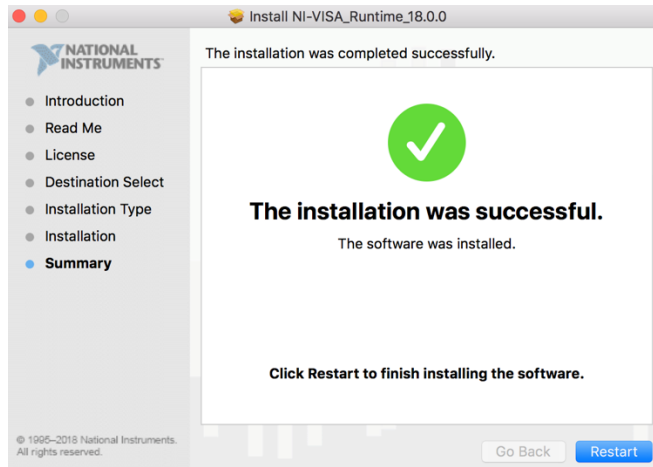 Install NI-VISA_Runtime_18.0.0
NATIONAL
INSTRUMENTS
The installation was completed successfully.
Introduction
Read Me
License
Destination Select
Installation Type
Installation
Summary
The installation was successful.
The software was installed.
Click Restart to finish installing the software.
© 1995–2018 National Instruments.
All rights reserved.
Go Back
Restart